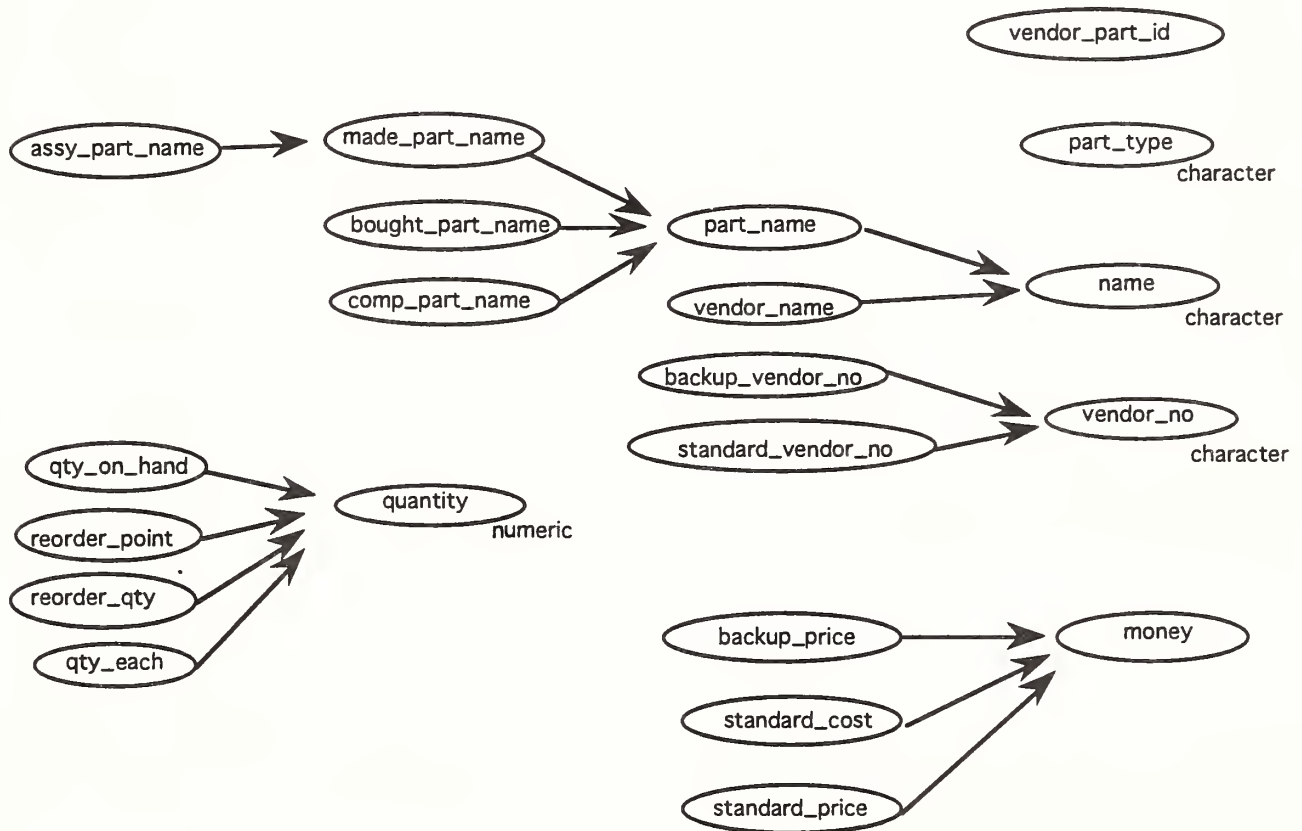 vendor_part_id
assy_part_name
made_part_name
part_type
character
bought_part_name
part_name
comp_part_name
vendor_name
name
character
backup_vendor_no
vendor_no
standard_vendor_no
character
qty_on_hand
quantity
numeric
reorder_point
reorder_qty
qty_each
backup_price
money
standard_cost
standard_price